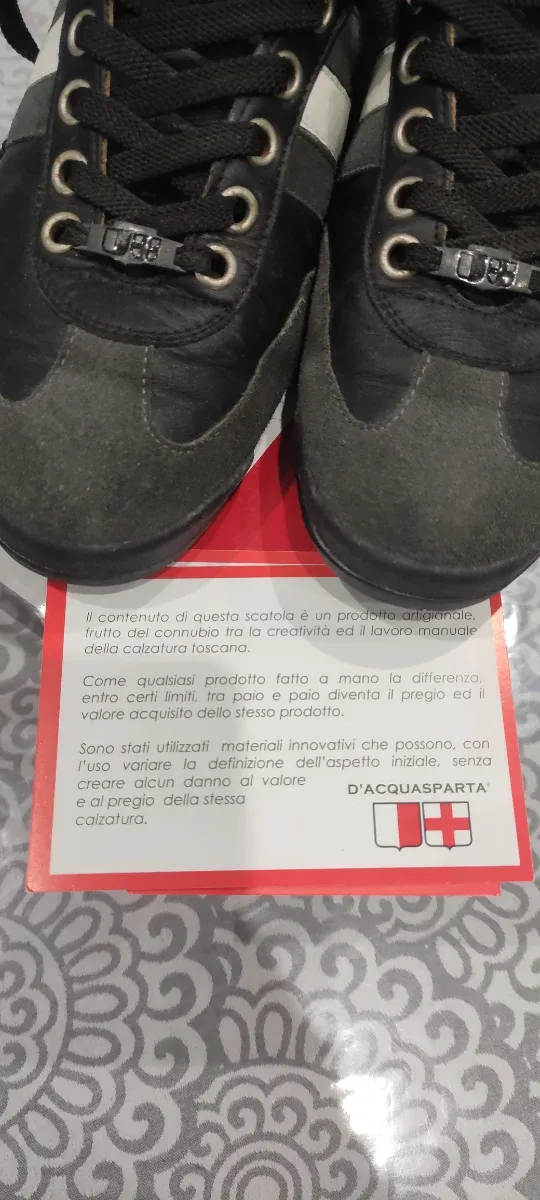 Il contenuto di questa scatola è un prodotto artigianale,
frutto del connubio tra la creatività ed il lavoro manuale
della calzatura toscana.
Come qualsiasi prodotto fatto a mano la differenza,
entro certi limiti, tra paio e paio diventa il pregio ed il
valore acquisito dello stesso prodotto.
Sono stati utilizzati materiali innovativi che possono, con
l'uso variare la definizione dell'aspetto iniziale, senza
creare alcun danno al valore
e al pregio della stessa
calzatura.
D'ACQUASPARTA®